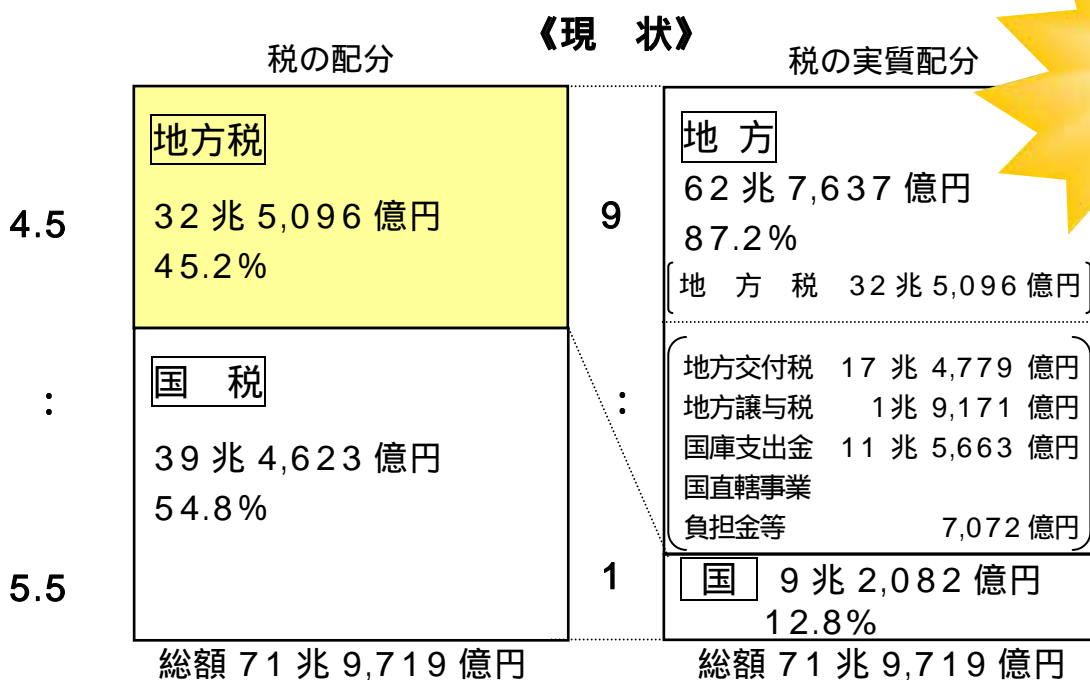 《現　状》
税の配分
税の実質配分
4.5
:
5.5
地方税
32兆5,096億円
45.2%
国　税
39兆4,623億円
54.8%
総額71兆9,719億円
9
:
1
地 方
62兆7,637億円
87.2%
地　方　税　32兆5,096億円
地方交付税　17兆4,779億円
地方譲与税　1兆9,171億円
国庫支出金　11兆5,663億円
国直轄事業
負担金等　7,072億円
国　9兆2,082億円
12.8%
総額71兆9,719億円